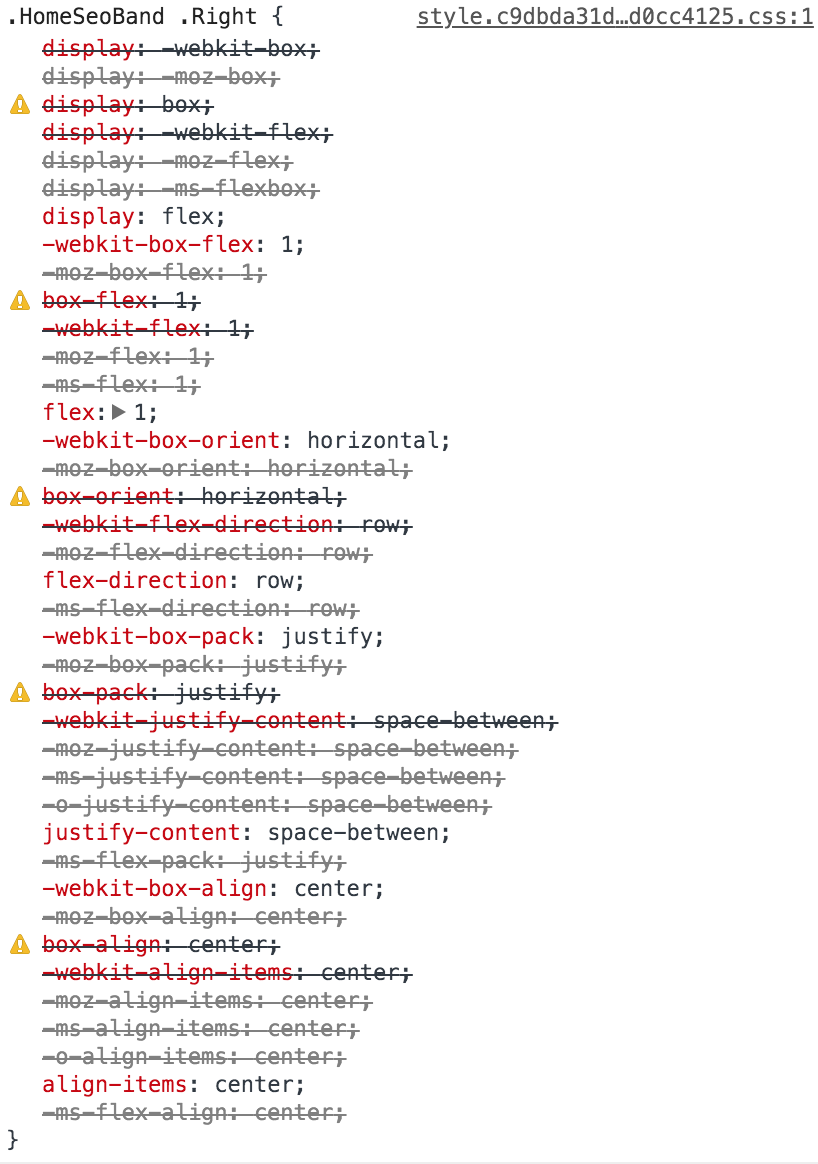 .HomeSeoBand .Right { style.c9dbda31d…d0cc4125.css:1
display: -webkit-box;
display: -moz-box;
display: box;
display: -webkit-flex;
display: -moz-flex;
display: -ms-flexbox;
display: flex;
-webkit-box-flex: 1;
-moz-box-flex: 1;
box-flex: 1;
-webkit-flex: 1;
-moz-flex: 1;
-ms-flex: 1;
flex: 1;
-webkit-box-orient: horizontal;
-moz-box-orient: horizontal;
box-orient: horizontal;
-webkit-flex-direction: row;
-moz-flex-direction: row;
flex-direction: row;
-ms-flex-direction: row;
-webkit-box-pack: justify;
-moz-box-pack: justify;
box-pack: justify;
-webkit-justify-content: space-between;
-moz-justify-content: space-between;
-ms-justify-content: space-between;
-o-justify-content: space-between;
justify-content: space-between;
-ms-flex-pack: justify;
-webkit-box-align: center;
-moz-box-align: center;
box-align: center;
-webkit-align-items: center;
-moz-align-items: center;
-ms-align-items: center;
-o-align-items: center;
align-items: center;
-ms-flex-align: center;
}